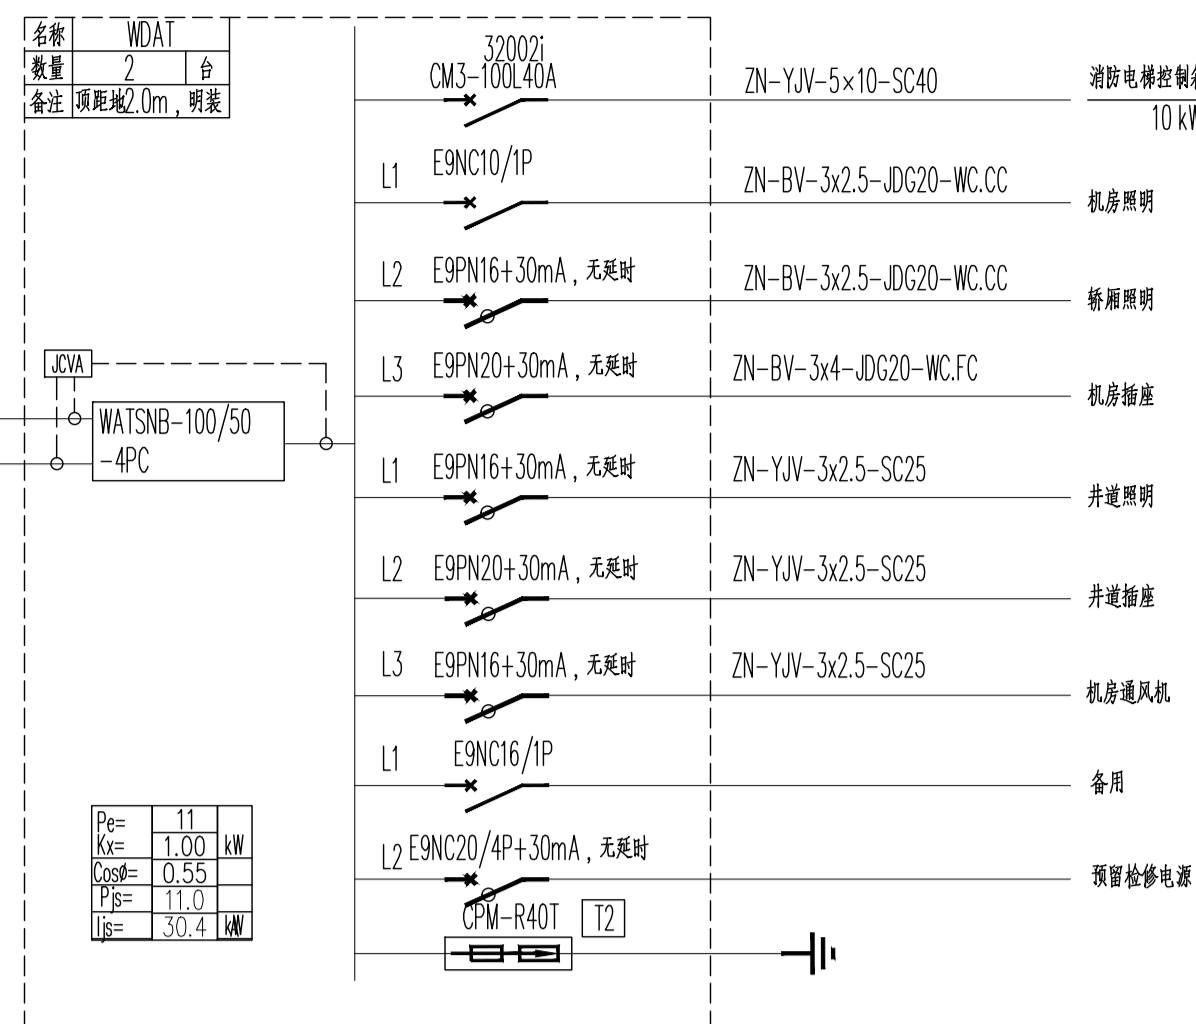 名称 WDAT
数量 2 台
备注 顶距地2.0m，明装
32002i
CM3-100L40A
ZN-YJV-5×10-SC40
消防电梯控制
10 kW
L1 E9NC10/1P
ZN-BV-3x2.5-JDG20-WC.CC
机房照明
L2 E9PN16+30mA，无延时
ZN-BV-3x2.5-JDG20-WC.CC
轿厢照明
JCVA
WATSNB-100/50
-4PC
L3 E9PN20+30mA，无延时
ZN-BV-3x4-JDG20-WC.FC
机房插座
L1 E9PN16+30mA，无延时
ZN-YJV-3x2.5-SC25
井道照明
L2 E9PN20+30mA，无延时
ZN-YJV-3x2.5-SC25
井道插座
L3 E9PN16+30mA，无延时
ZN-YJV-3x2.5-SC25
机房通风机
L1 E9NC16/1P
备用
L2 E9NC20/4P+30mA，无延时
预留检修电源
CPM-R40T T2
Pe= 11
Kx= 1.00 kW
Cosø= 0.55
Pjs= 11.0
Ijs= 30.4